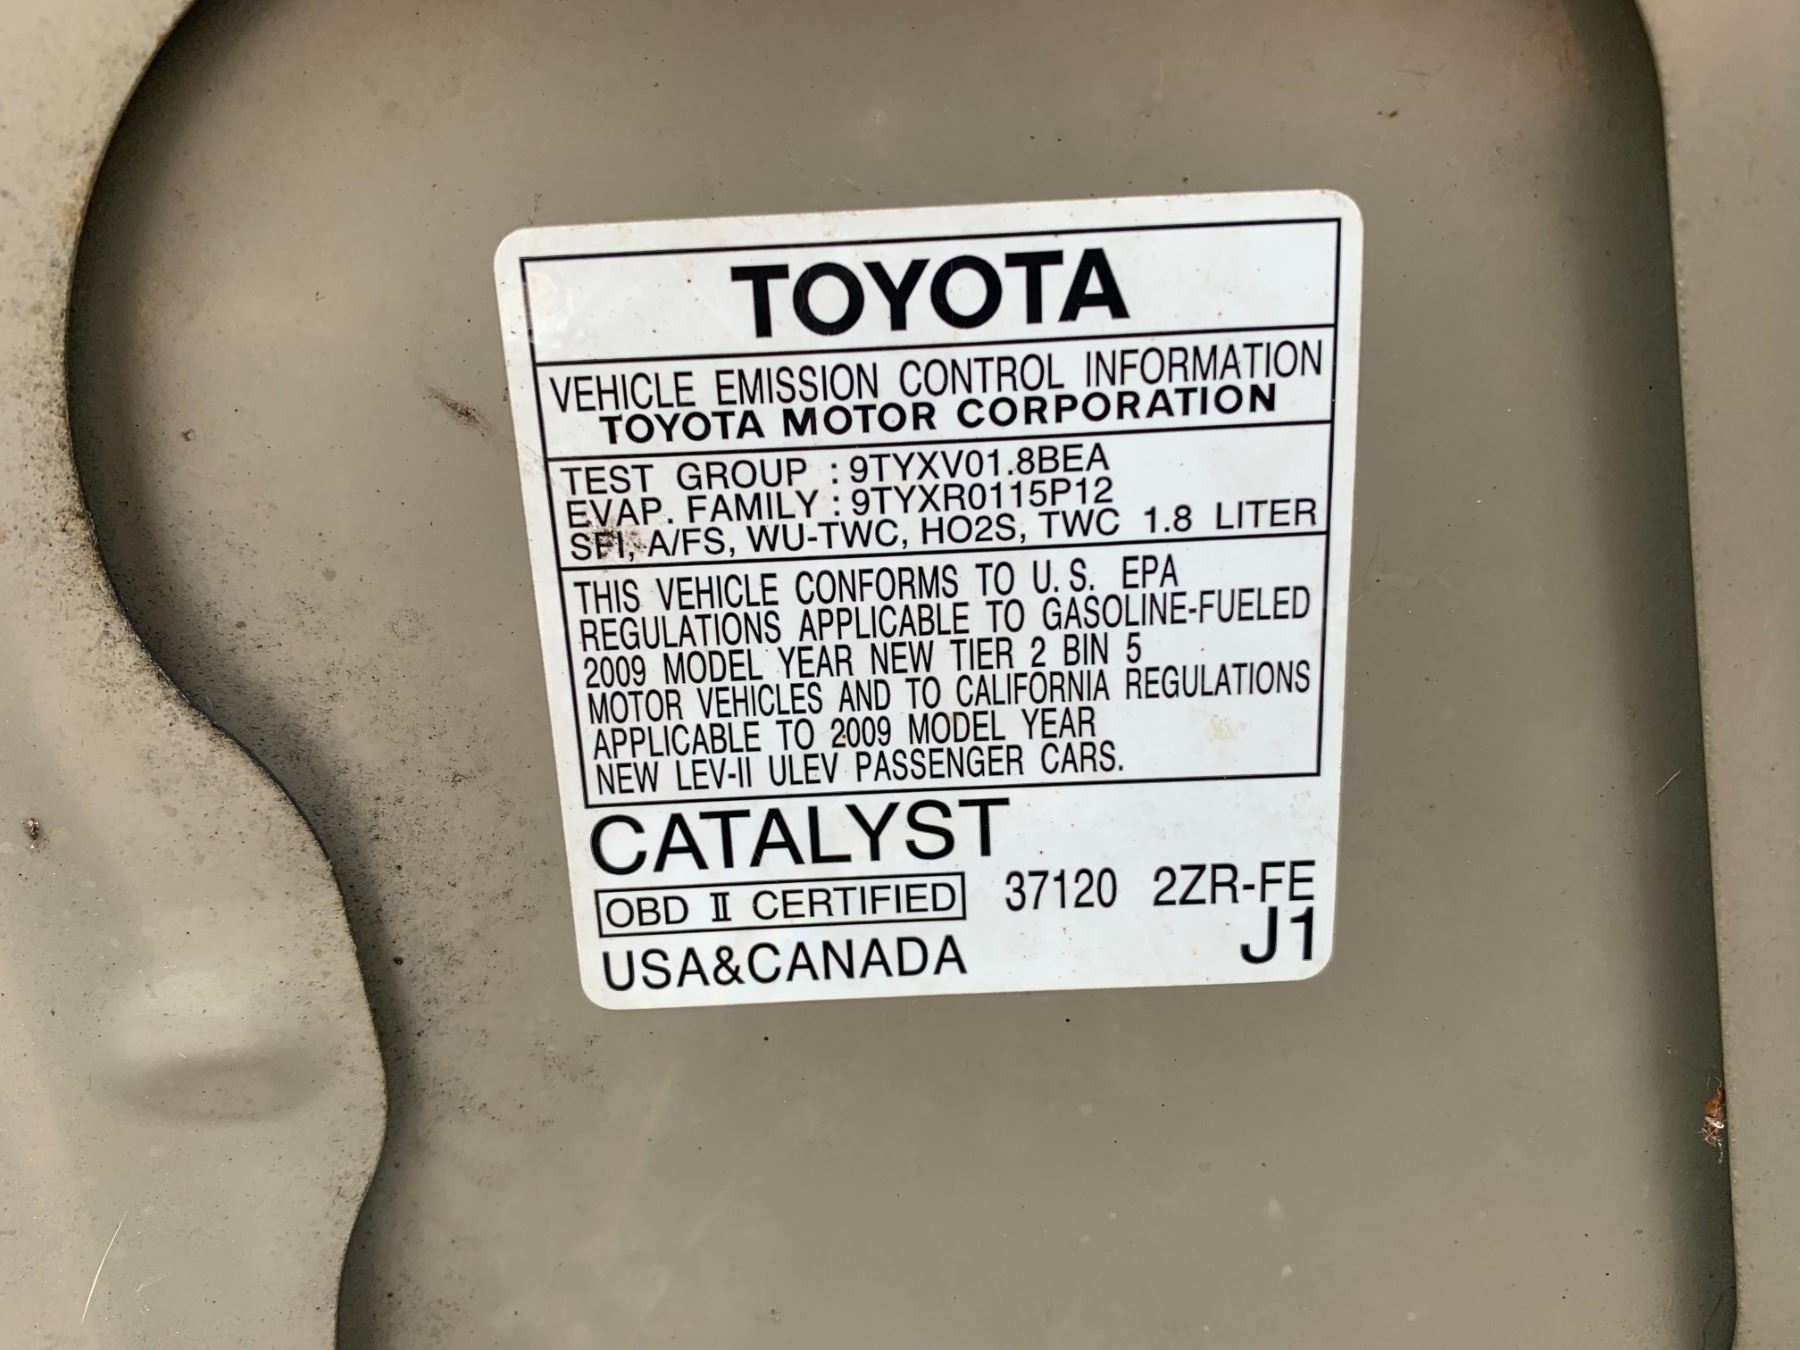 TOYOTA
VEHICLE EMISSION CONTROL INFORMATION
TOYOTA MOTOR CORPORATION
TEST GROUP : 9TYXV01.8BEA
EVAP. FAMILY : 9TYXR0115P12
SFI, A/FS, WU-TWC, HO2S, TWC 1.8 LITER
THIS VEHICLE CONFORMS TO U.S. EPA
REGULATIONS APPLICABLE TO GASOLINE-FUELED
2009 MODEL YEAR NEW TIER 2 BIN 5
MOTOR VEHICLES AND TO CALIFORNIA REGULATIONS
APPLICABLE TO 2009 MODEL YEAR
NEW LEV-II ULEV PASSENGER CARS.
CATALYST
OBD II CERTIFIED 37120 2ZR-FE
USA&CANADA J1